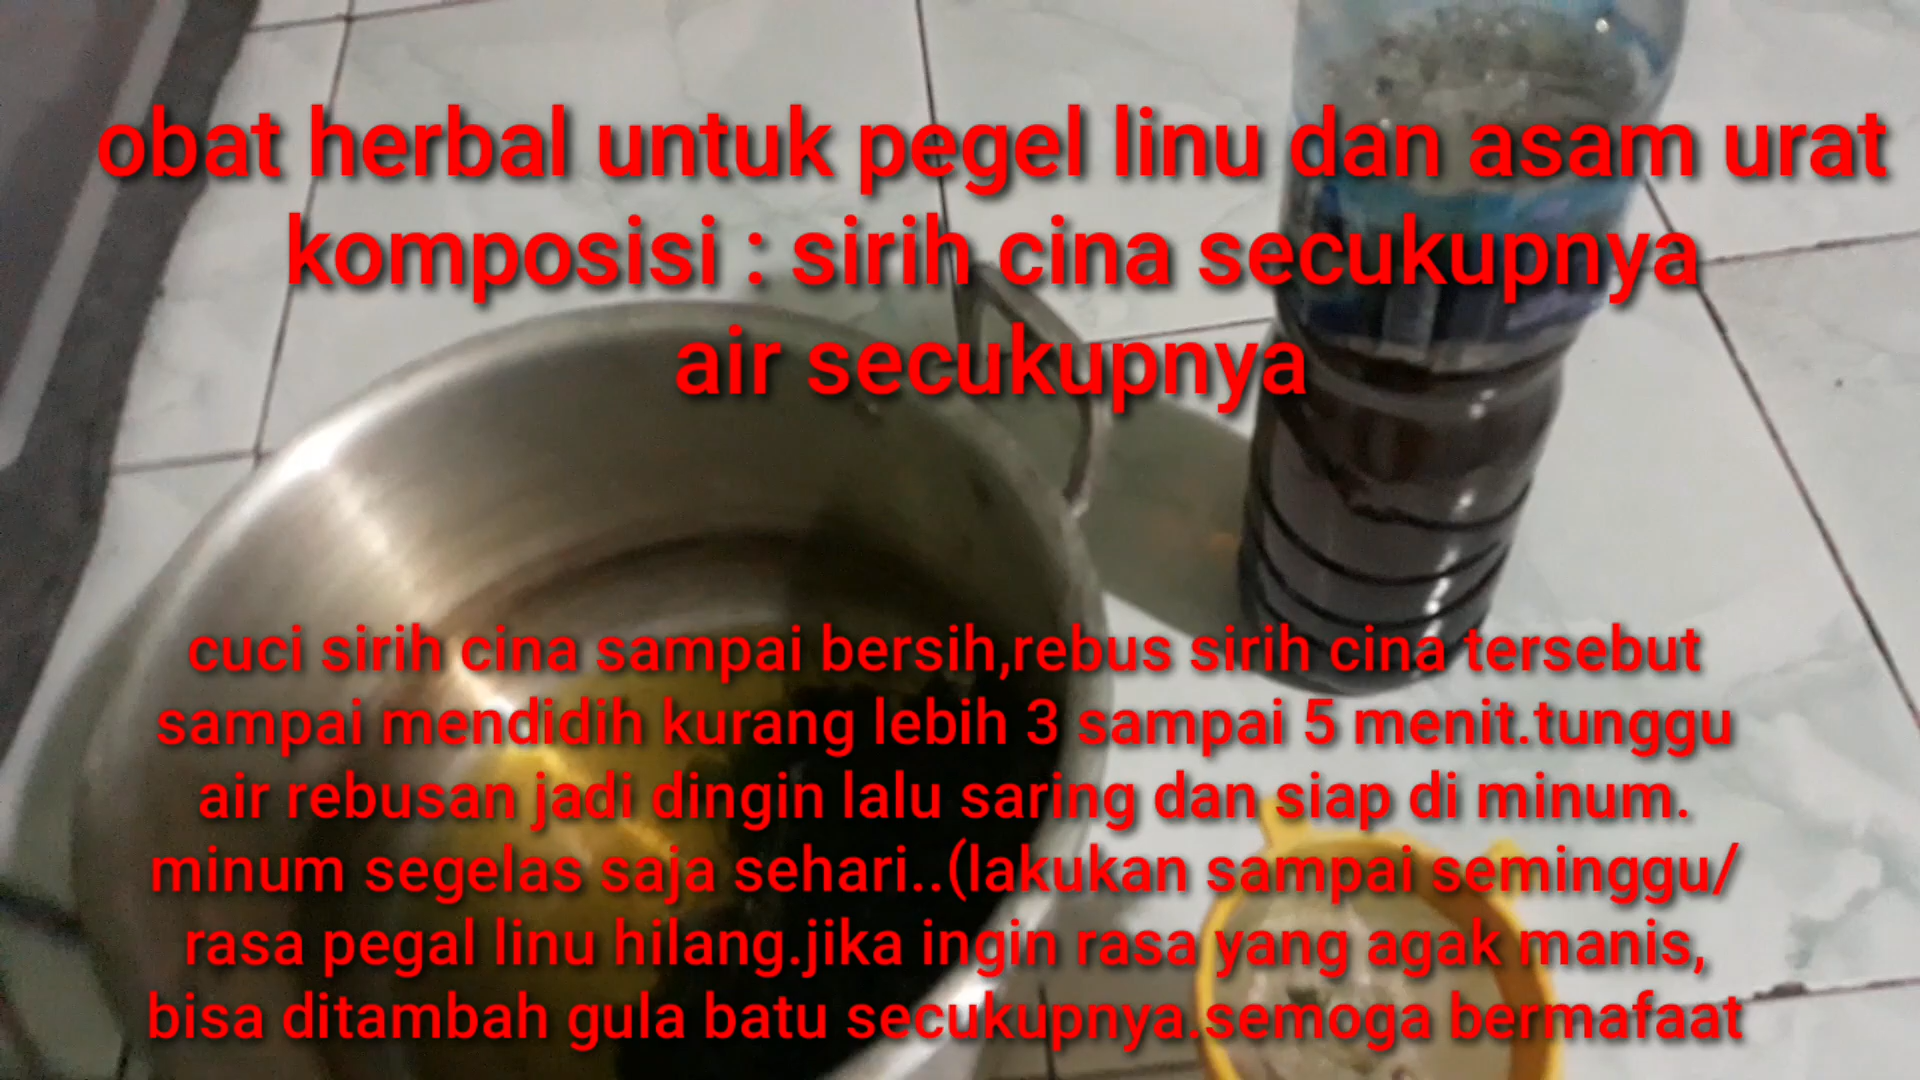 obat herbal untuk pegel linu dan asam urat
komposisi : sirih cina secukupnya
air secukupnya
cuci sirih cina sampai bersih,rebus sirih cina tersebut
sampai mendidih kurang lebih 3 sampai 5 menit.tunggu
air rebusan jadi dingin lalu saring dan siap di minum.
minum segelas saja sehari..(lakukan sampai seminggu/
rasa pegal linu hilang.jika ingin rasa yang agak manis,
bisa ditambah gula batu secukupnya.semoga bermafaat